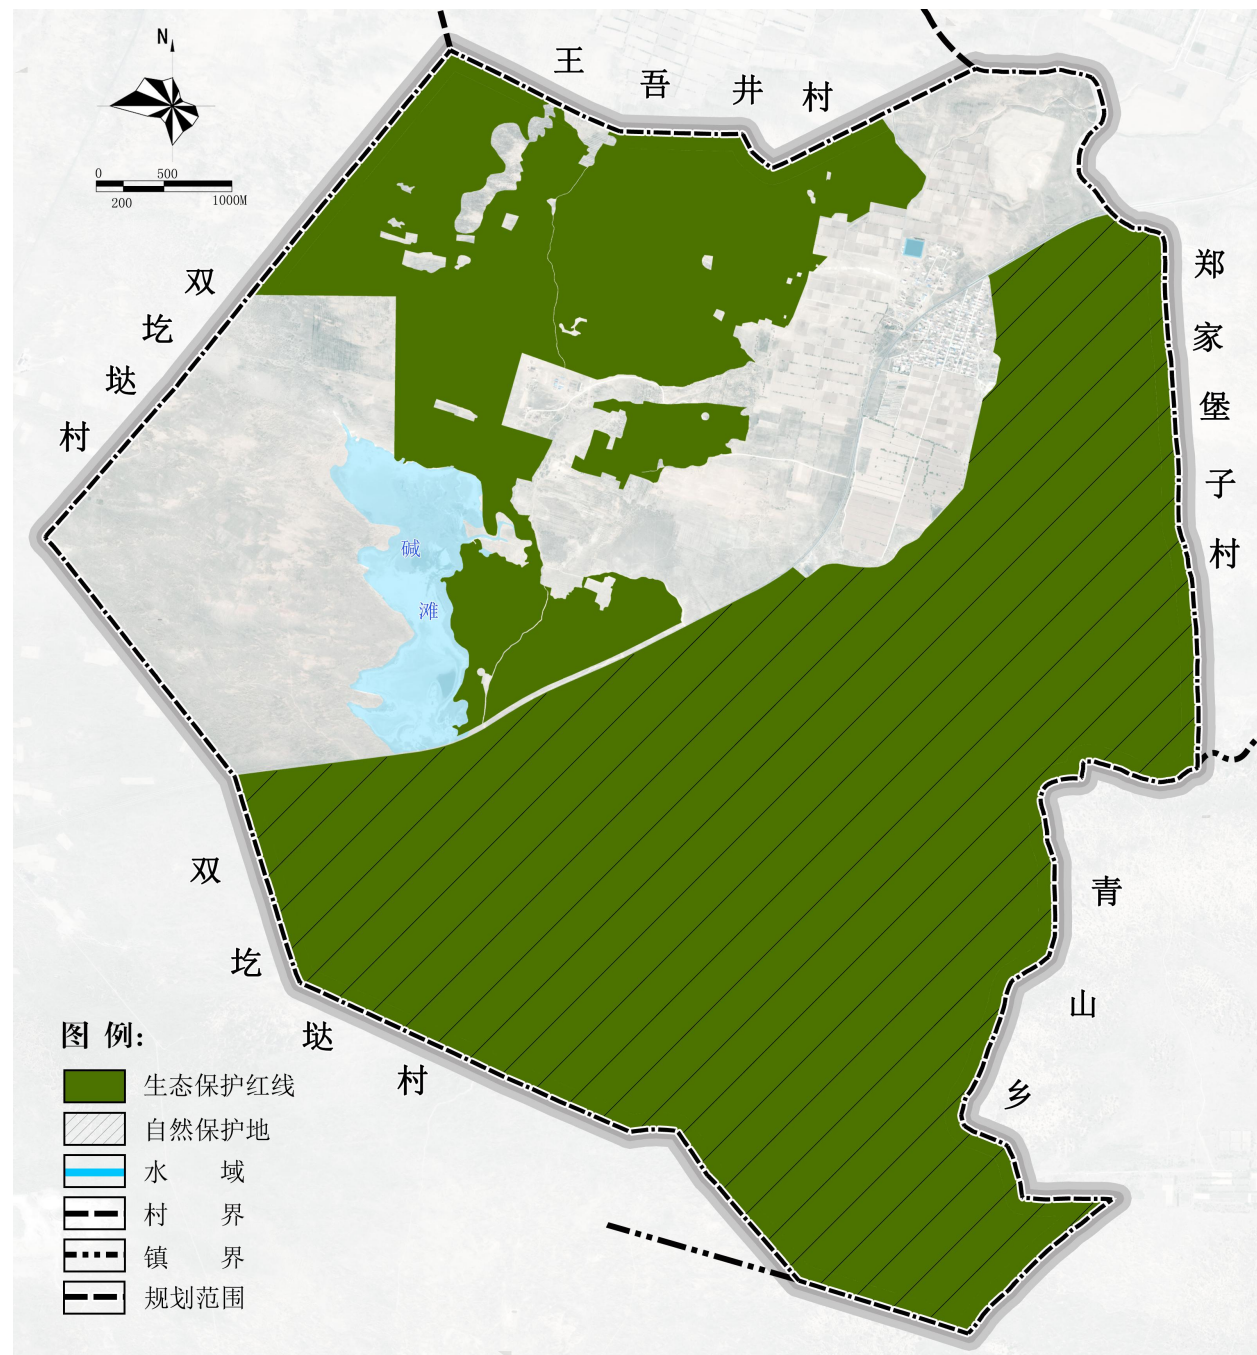 N
0 500
200 1000M
王吾井村
双圪垯村
郑家堡子村
碱滩
青山乡
双圪垯村
图 例:
生态保护红线
自然保护地
水 域
村 界
镇 界
规划范围